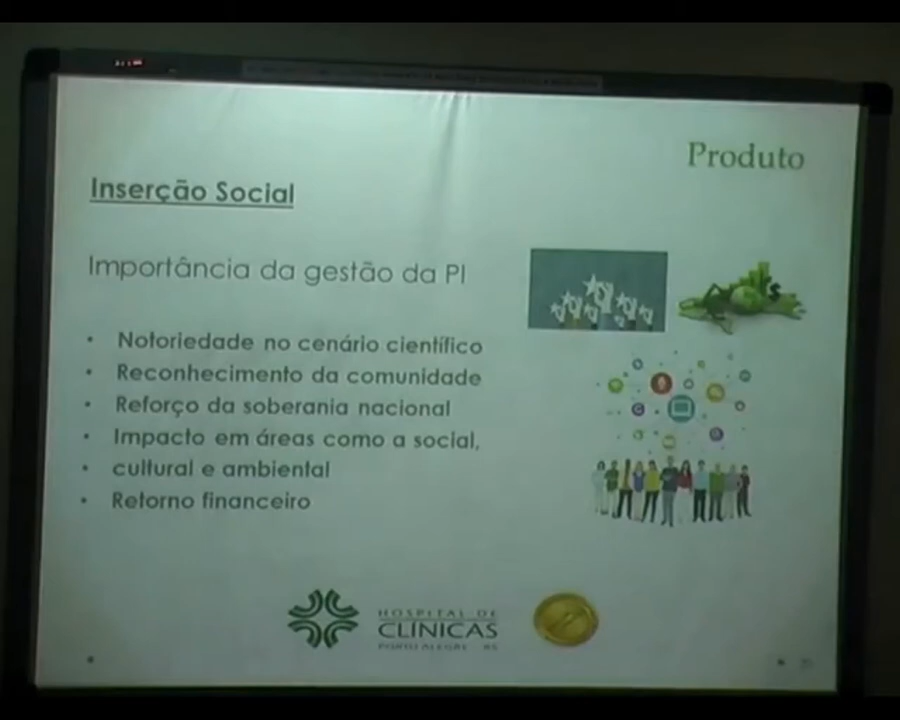 Produto
Inserção Social
Importância da gestão da PI
• Notoriedade no cenário científico
• Reconhecimento da comunidade
• Reforço da soberania nacional
• Impacto em áreas como a social,
• cultural e ambiental
• Retorno financeiro
HOSPITAL DE
CLÍNICAS
PORTO ALEGRE RS